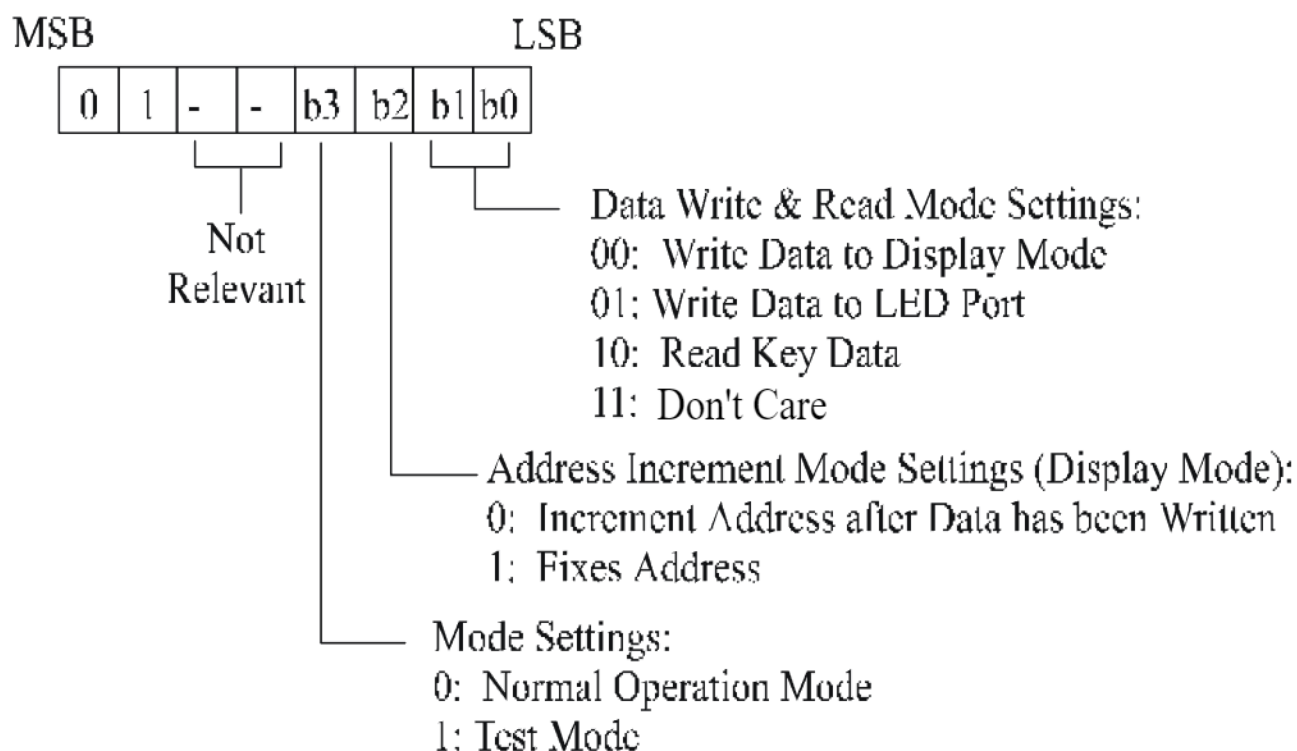 MSB LSB
0 1 - - b3 b2 b1 b0
Not
Relevant
Data Write & Read Mode Settings:
00: Write Data to Display Mode
01: Write Data to LED Port
10: Read Key Data
11: Don't Care
Address Increment Mode Settings (Display Mode):
0: Increment Address after Data has been Written
1: Fixes Address
Mode Settings:
0: Normal Operation Mode
1: Test Mode